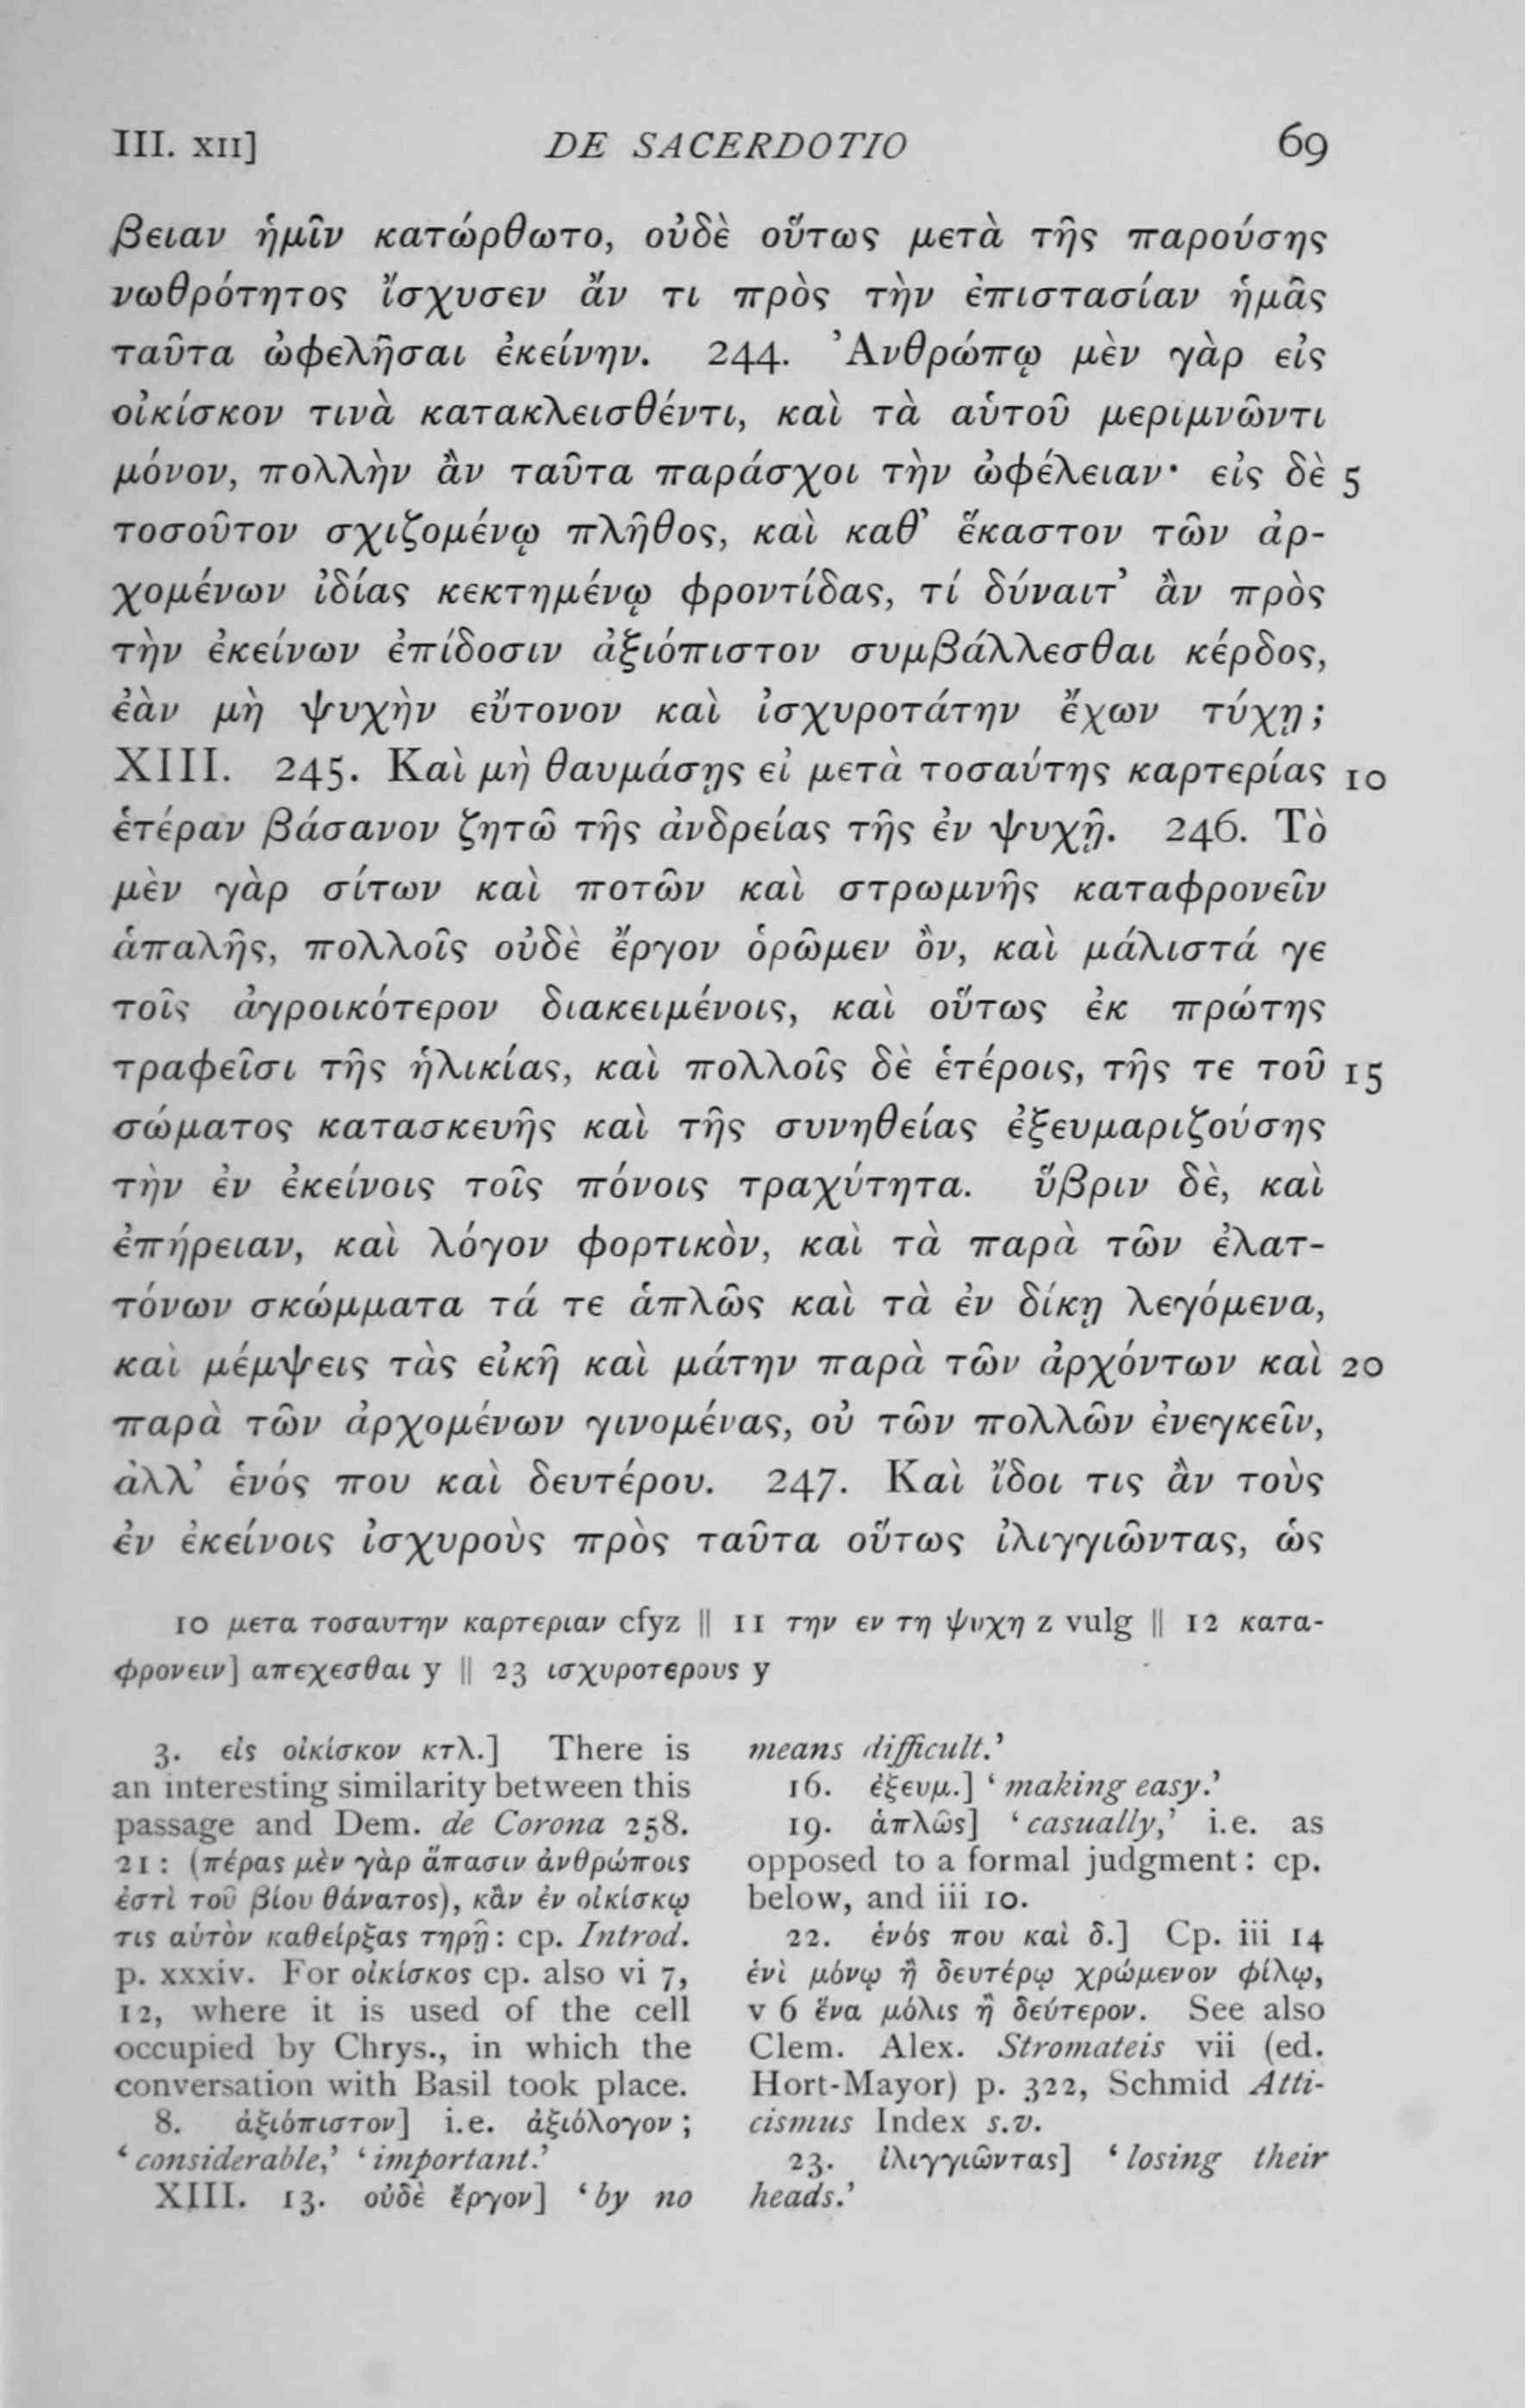 III. XII] DE SACERDOTIO 69
βειαν ἡμῖν κατώρθωτο, οὐδὲ οὕτως μετὰ τῆς παρούσης
νωθρότητος ἴσχυσεν ἄν τι πρὸς τὴν ἐπιστασίαν ἡμᾶς
ταῦτα ὠφελῆσαι ἐκείνην. 244. Ἀνθρώπῳ μὲν γὰρ εἰς
οἰκίσκον τινὰ κατακλεισθέντι, καὶ τὰ αὑτοῦ μεριμνῶντι
μόνον, πολλὴν ἂν ταῦτα παράσχοι τὴν ὠφέλειαν· εἰς δὲ 5
τοσοῦτον σχιζομένῳ πλῆθος, καὶ καθ’ ἕκαστον τῶν ἀρ-
χομένων ἰδίας κεκτημένῳ φροντίδας, τί δύναιτ’ ἂν πρὸς
τὴν ἐκείνων ἐπίδοσιν ἀξιόπιστον συμβάλλεσθαι κέρδος,
ἐὰν μὴ ψυχὴν εὔτονον καὶ ἰσχυροτάτην ἔχων τύχῃ;
XIII. 245. Καὶ μὴ θαυμάσῃς εἰ μετὰ τοσαύτης καρτερίας 10
ἑτέραν βάσανον ζητῶ τῆς ἀνδρείας τῆς ἐν ψυχῇ. 246. Τὸ
μὲν γὰρ σίτων καὶ ποτῶν καὶ στρωμνῆς καταφρονεῖν
ἁπαλῆς, πολλοῖς οὐδὲ ἔργον ὁρῶμεν ὂν, καὶ μάλιστά γε
τοῖς ἀγροικότερον διακειμένοις, καὶ οὕτως ἐκ πρώτης
τραφεῖσι τῆς ἡλικίας, καὶ πολλοῖς δὲ ἑτέροις, τῆς τε τοῦ 15
σώματος κατασκευῆς καὶ τῆς συνηθείας ἐξευμαριζούσης
τὴν ἐν ἐκείνοις τοῖς πόνοις τραχύτητα. ὕβριν δὲ, καὶ
ἐπήρειαν, καὶ λόγον φορτικὸν, καὶ τὰ παρὰ τῶν ἐλατ-
τόνων σκώμματα τά τε ἁπλῶς καὶ τὰ ἐν δίκῃ λεγόμενα,
καὶ μέμψεις τὰς εἰκῆ καὶ μάτην παρὰ τῶν ἀρχόντων καὶ 20
παρὰ τῶν ἀρχομένων γινομένας, οὐ τῶν πολλῶν ἐνεγκεῖν,
ἀλλ’ ἑνός που καὶ δευτέρου. 247. Καὶ ἴδοι τις ἂν τοὺς
ἐν ἐκείνοις ἰσχυροὺς πρὸς ταῦτα οὕτως ἰλιγγιῶντας, ὡς
10 μετα τοσαυτην καρτεριαν cfyz || 11 την εν τη ψυχη z vulg || 12 κατα-
φρονειν] απεχεσθαι y || 23 ισχυροτερους y
3. εἰς οἰκίσκον κτλ.] There is
an interesting similarity between this
passage and Dem. de Corona 258.
21: (πέρας μὲν γὰρ ἅπασιν ἀνθρώποις
ἐστὶ τοῦ βίου θάνατος), κἂν ἐν οἰκίσκῳ
τις αὑτὸν καθείρξας τηρῇ: cp. Introd.
p. xxxiv. For οἰκίσκος cp. also vi 7,
12, where it is used of the cell
occupied by Chrys., in which the
conversation with Basil took place.
8. ἀξιόπιστον] i.e. ἀξιόλογον;
‘considerable,’ ‘important.’
XIII. 13. οὐδὲ ἔργον] ‘by no
means difficult.’
16. ἐξευμ.] ‘making easy.’
19. ἁπλῶς] ‘casually,’ i.e. as
opposed to a formal judgment: cp.
below, and iii 10.
22. ἑνός που καὶ δ.] Cp. iii 14
ἑνὶ μόνῳ ἢ δευτέρῳ χρώμενον φίλῳ,
v 6 ἕνα μόλις ἢ δεύτερον. See also
Clem. Alex. Stromateis vii (ed.
Hort-Mayor) p. 322, Schmid Atti-
cismus Index s.v.
23. ἰλιγγιῶντας] ‘losing their
heads.’